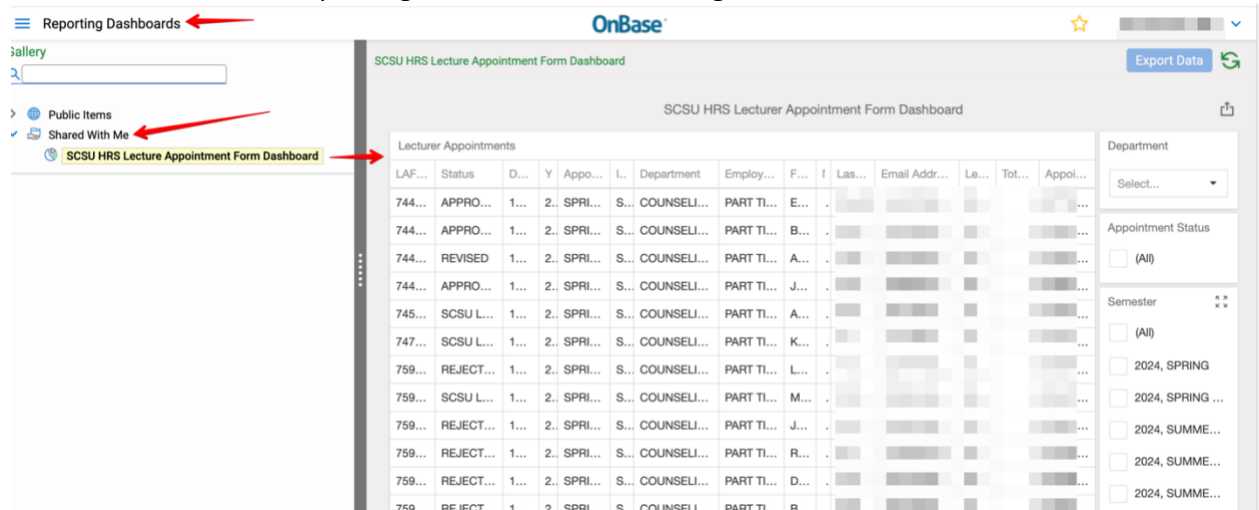 Reporting Dashboards
OnBase
Gallery
SCSU HRS Lecture Appointment Form Dashboard
Export Data
Public Items
Shared With Me
SCSU HRS Lecture Appointment Form Dashboard
SCSU HRS Lecturer Appointment Form Dashboard
Lecturer Appointments
LAF... Status D... Y Appo... I.. Department Employ... F... Las... Email Addr... Le... Tot... Appoi...
744... APPRO... 1... 2.. SPRI... S... COUNSELI... PART TI... E... .
744... APPRO... 1... 2.. SPRI... S... COUNSELI... PART TI... B... .
744... REVISED 1... 2.. SPRI... S... COUNSELI... PART TI... A... . ...
744... APPRO... 1... 2.. SPRI... S... COUNSELI... PART TI... J... . ...
745... SCSU L... 1... 2.. SPRI... S... COUNSELI... PART TI... A... . ...
747... SCSU L... 1... 2.. SPRI... S... COUNSELI... PART TI... K... . ...
759... REJECT... 1... 2.. SPRI... S... COUNSELI... PART TI... L... . ...
759... SCSU L... 1... 2.. SPRI... S... COUNSELI... PART TI... M... . ...
759... REJECT... 1... 2.. SPRI... S... COUNSELI... PART TI... J... . ...
759... REJECT... 1... 2.. SPRI... S... COUNSELI... PART TI... R... . ...
759... REJECT... 1... 2.. SPRI... S... COUNSELI... PART TI... D... . ...
Department
Select...
Appointment Status
(All)
Semester
(All)
2024, SPRING
2024, SPRING ...
2024, SUMME...
2024, SUMME...
2024, SUMME...